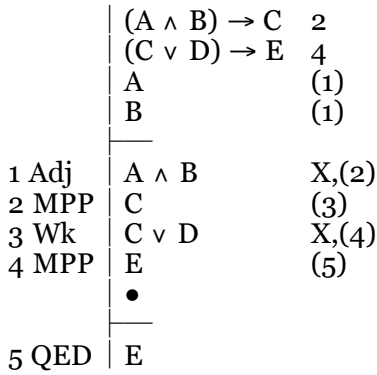 (A ∧ B) → C 2
(C ∨ D) → E 4
A (1)
B (1)
1 Adj A ∧ B X,(2)
2 MPP C (3)
3 Wk C ∨ D X,(4)
4 MPP E (5)
●
5 QED E